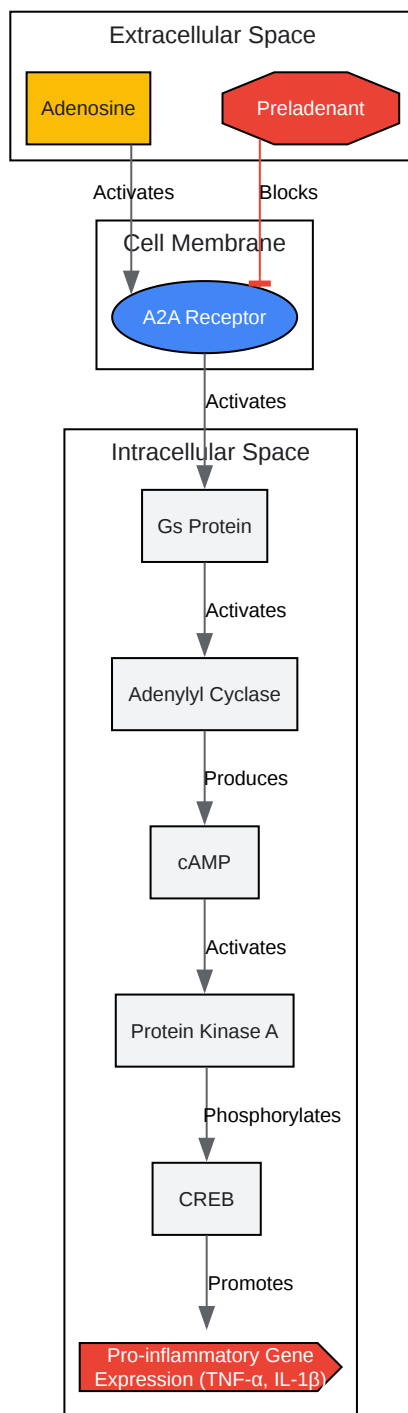 Extracellular Space
Adenosine
Preladenant
Activates
Blocks
Cell Membrane
A2A Receptor
Activates
Intracellular Space
Gs Protein
Activates
Adenylyl Cyclase
Produces
cAMP
Activates
Protein Kinase A
Phosphorylates
CREB
Promotes
Pro-inflammatory Gene
Expression (TNF-α, IL-1β)